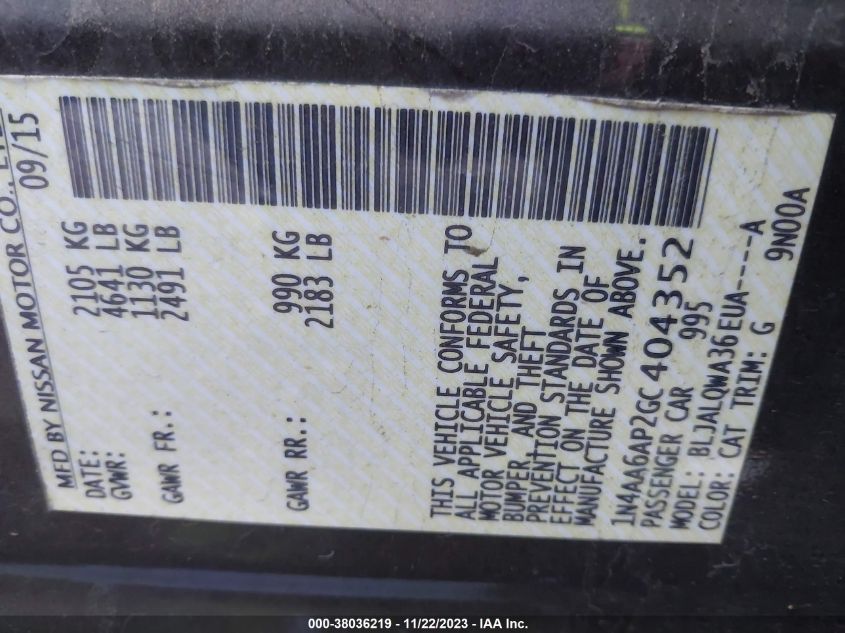 MFD BY NISSAN MOTOR CO.,
DATE: 09/15
GVWR: 2105 KG
4641 LB
GAWR FR.: 1130 KG
2491 LB
GAWR RR.: 990 KG
2183 LB
THIS VEHICLE CONFORMS TO
ALL APPLICABLE FEDERAL
MOTOR VEHICLE SAFETY,
BUMPER, AND THEFT
PREVENTION STANDARDS IN
EFFECT ON THE DATE OF
MANUFACTURE SHOWN ABOVE.
1N4AA6AP2GC404352
PASSENGER CAR 995
MODEL: BLJALQWA36EUA----A
COLOR: CAT TRIM: G 9N00A
000-38036219 - 11/22/2023 - IAA Inc.